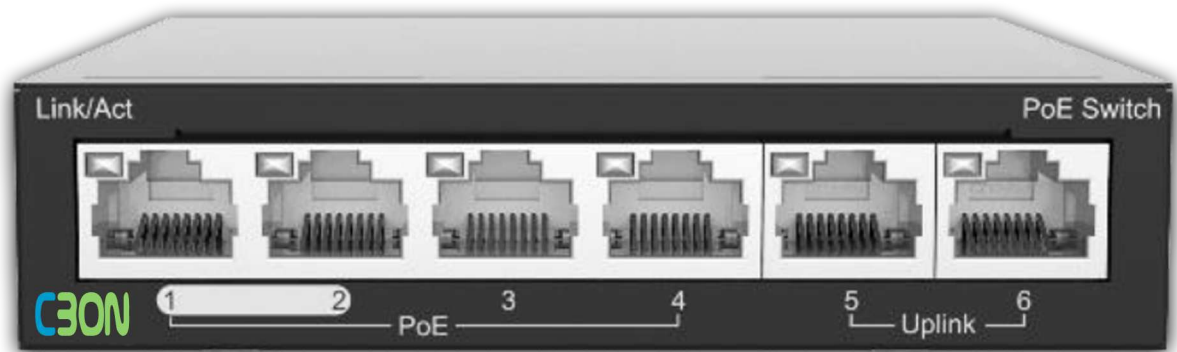 Link/Act
PoE Switch
C3ON
1 2 3 4 5 6
PoE
Uplink